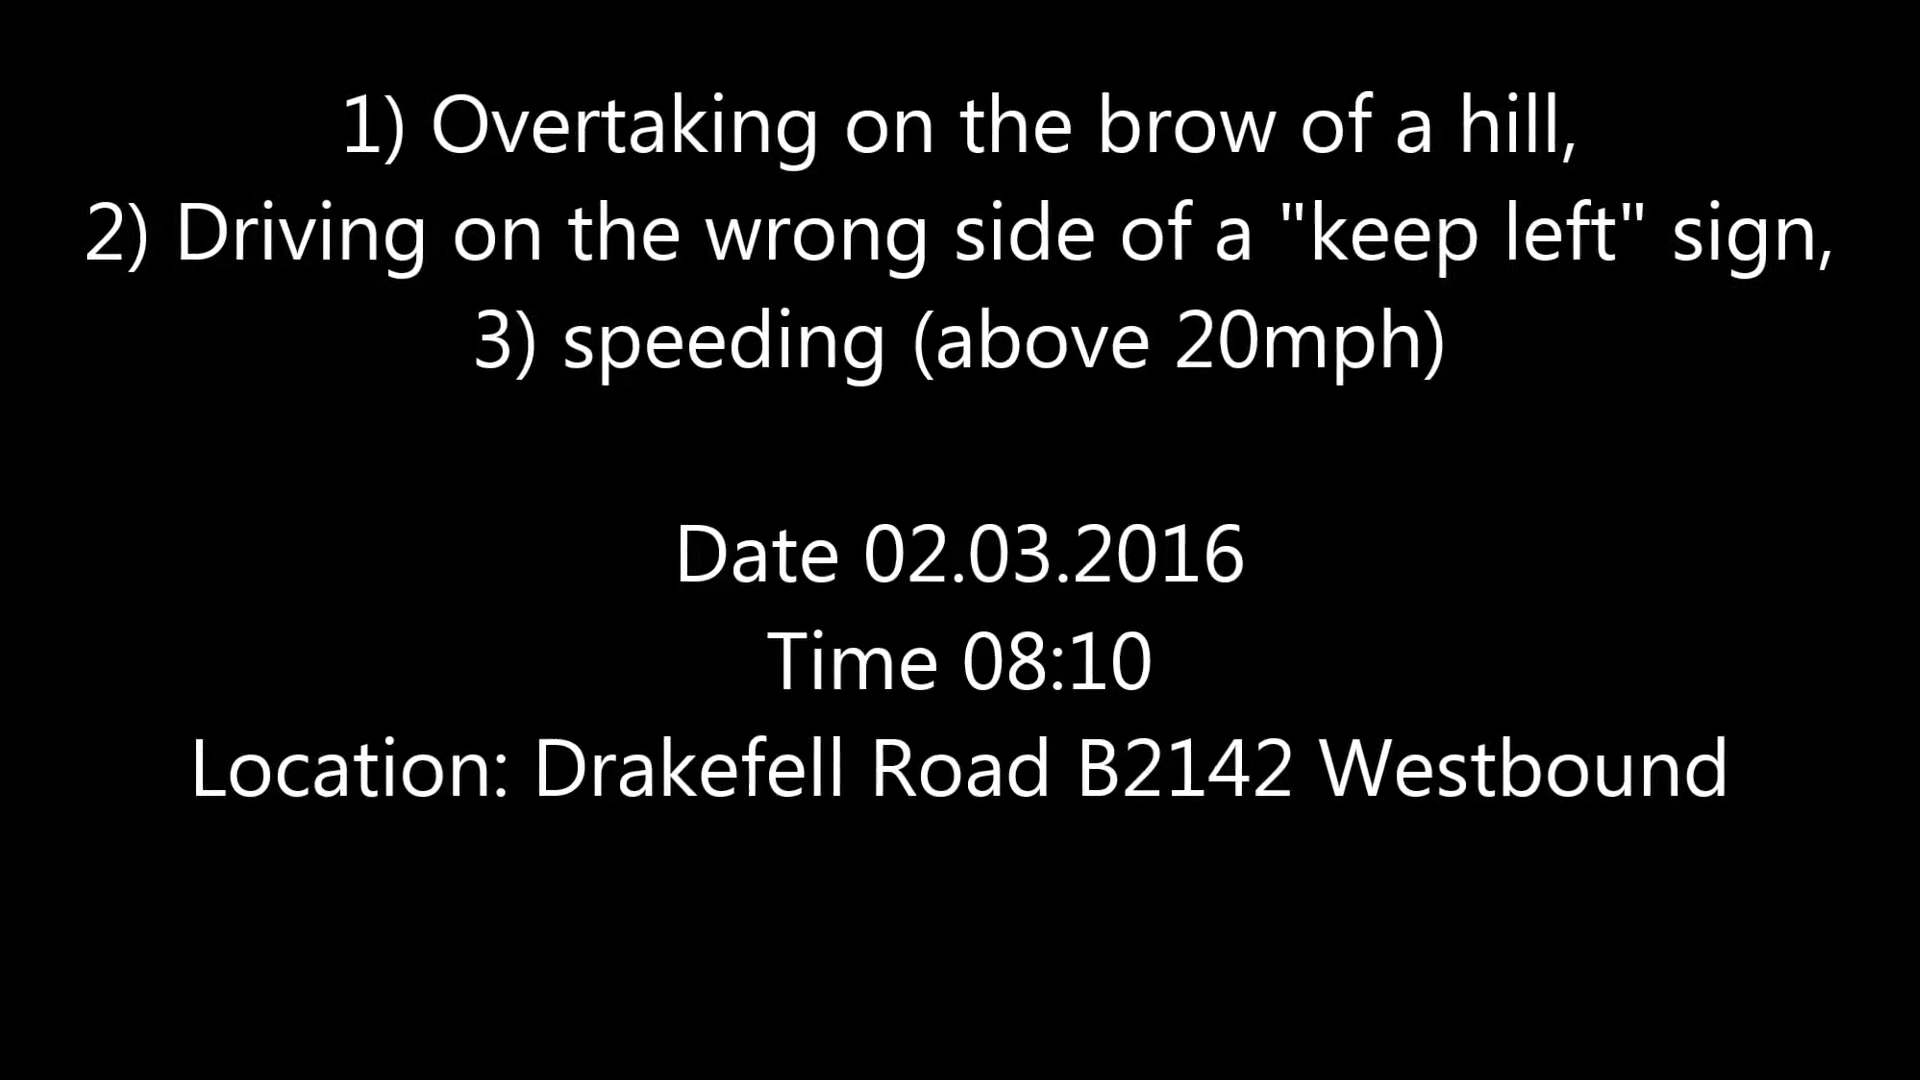 1) Overtaking on the brow of a hill,
2) Driving on the wrong side of a "keep left" sign,
3) speeding (above 20mph)
Date 02.03.2016
Time 08:10
Location: Drakefell Road B2142 Westbound